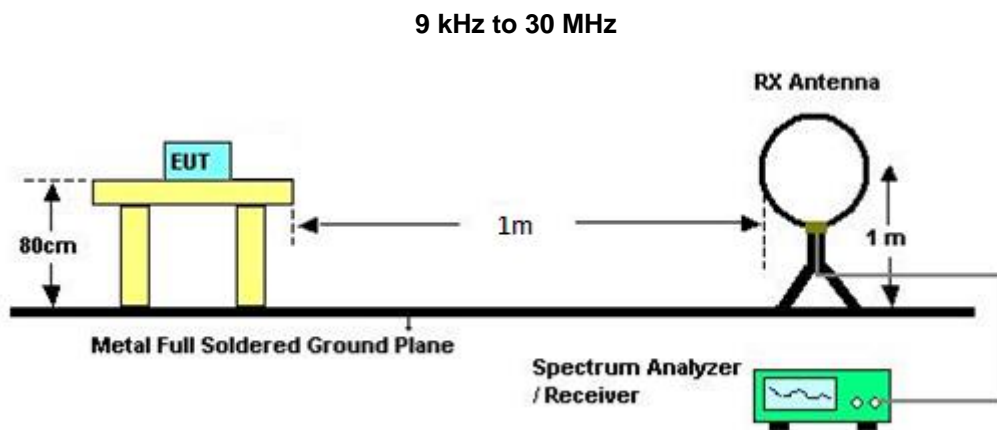 9 kHz to 30 MHz
RX Antenna
EUT
80cm
1m
1 m
Metal Full Soldered Ground Plane
Spectrum Analyzer
/ Receiver